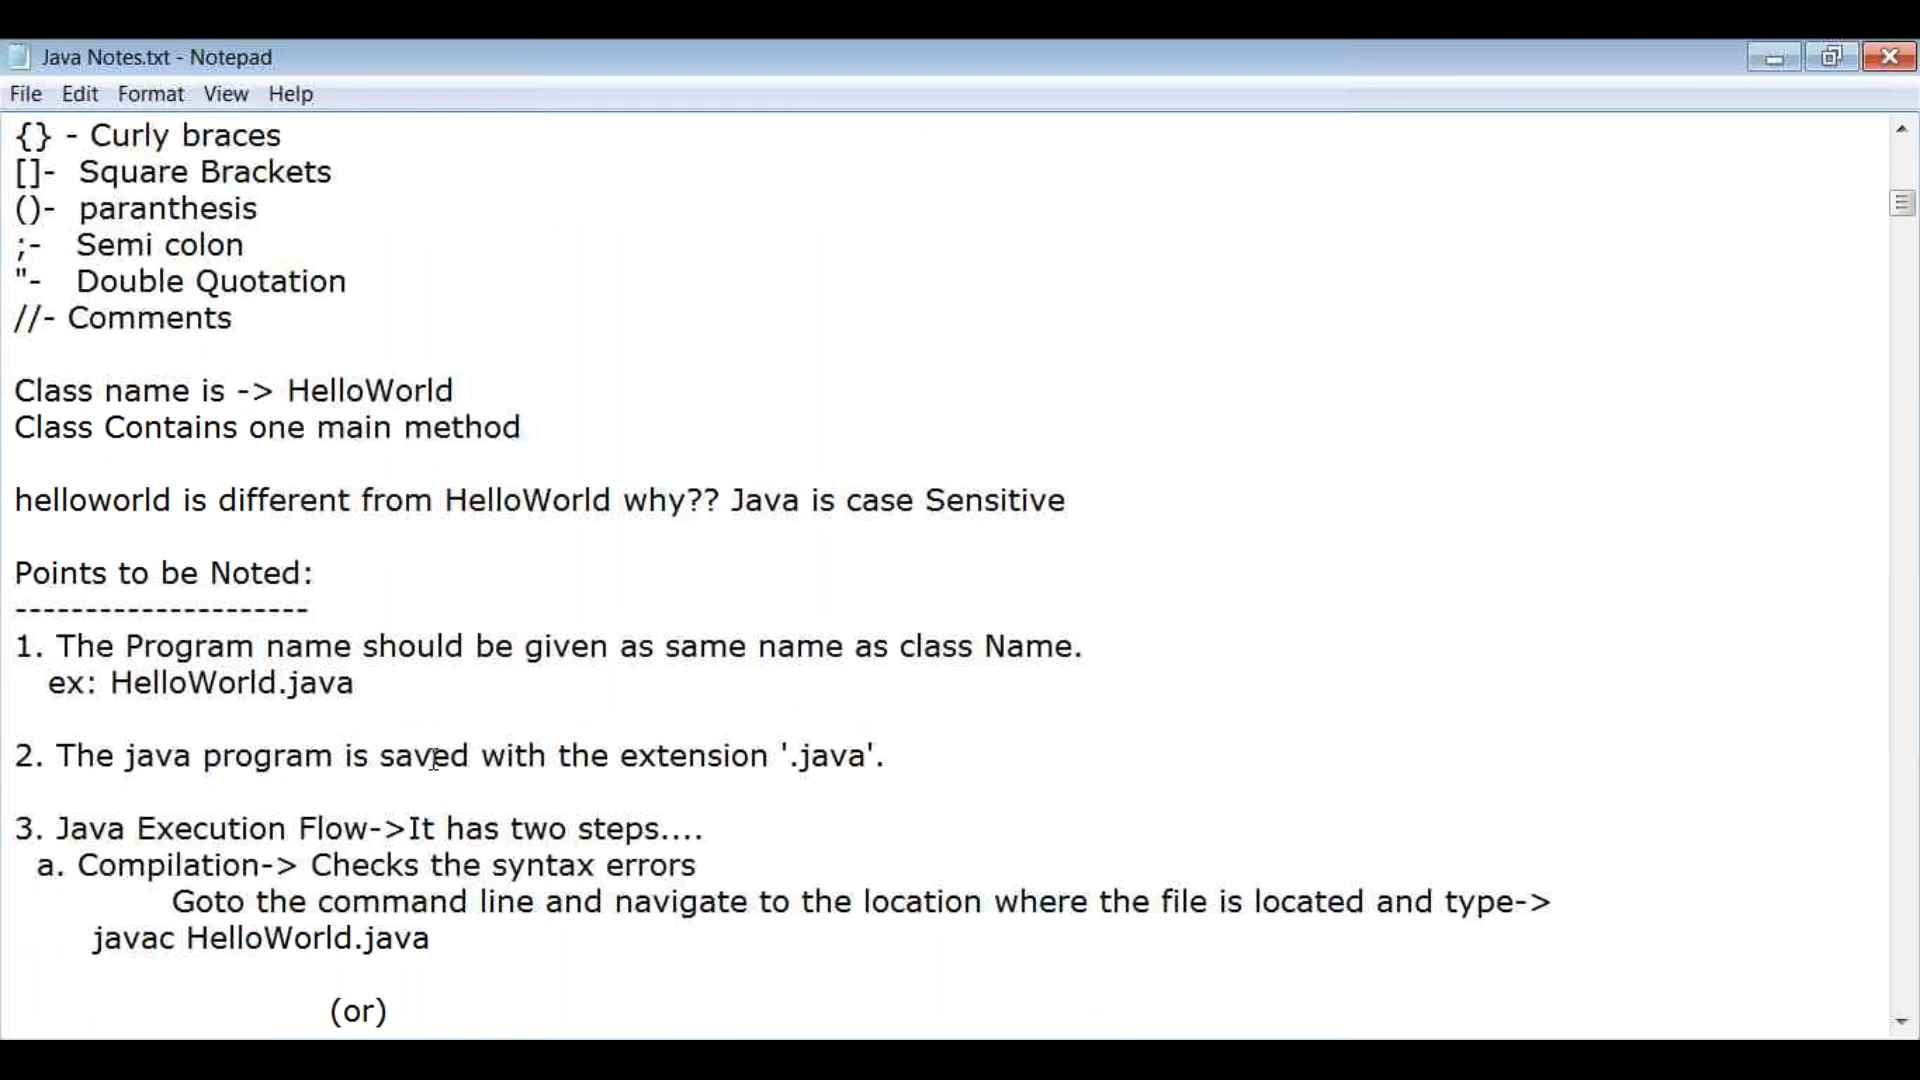 Java Notes.txt - Notepad
File Edit Format View Help
{} - Curly braces
[]- Square Brackets
()- paranthesis
;- Semi colon
"- Double Quotation
//- Comments
Class name is -> HelloWorld
Class Contains one main method
helloworld is different from HelloWorld why?? Java is case Sensitive
Points to be Noted:
---------------------
1. The Program name should be given as same name as class Name.
ex: HelloWorld.java
2. The java program is saved with the extension '.java'.
3. Java Execution Flow->It has two steps....
a. Compilation-> Checks the syntax errors
Goto the command line and navigate to the location where the file is located and type->
javac HelloWorld.java
(or)